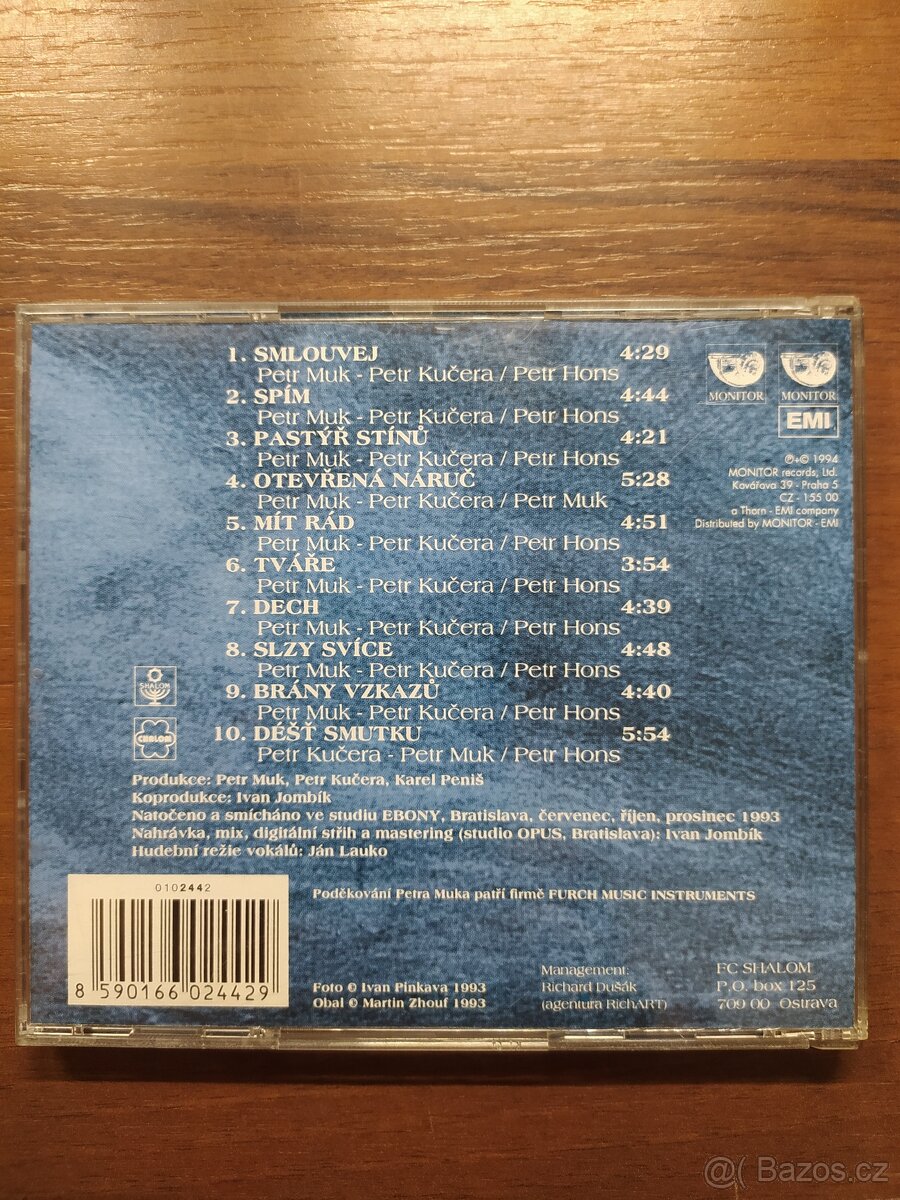 1. SMLOUVEJ 4:29
Petr Muk - Petr Kučera / Petr Hons
2. SPÍM 4:44
Petr Muk - Petr Kučera / Petr Hons
3. PASTÝŘ STÍNŮ 4:21
Petr Muk - Petr Kučera / Petr Hons
4. OTEVŘENÁ NÁRUČ 5:28
Petr Muk - Petr Kučera / Petr Muk
5. MÍT RÁD 4:51
Petr Muk - Petr Kučera / Petr Hons
6. TVÁŘE 3:54
Petr Muk - Petr Kučera / Petr Hons
7. DECH 4:39
Petr Muk - Petr Kučera / Petr Hons
8. SLZY SVÍCE 4:48
Petr Muk - Petr Kučera / Petr Hons
9. BRÁNY VZKAZŮ 4:40
Petr Muk - Petr Kučera / Petr Hons
10. DÉŠŤ SMUTKU 5:54
Petr Kučera - Petr Muk / Petr Hons
MONITOR MONITOR
EMI
℗+© 1994
MONITOR records, Ltd.
Kovářova 39 - Praha 5
CZ - 155 00
a Thorn - EMI company
Distributed by MONITOR - EMI
SHALOM
SHALOM
Produkce: Petr Muk, Petr Kučera, Karel Peniš
Koprodukce: Ivan Jombík
Natočeno a smícháno ve studiu EBONY, Bratislava, červenec, říjen, prosinec 1993
Nahrávka, mix, digitální střih a mastering (studio OPUS, Bratislava): Ivan Jombík
Hudební režie vokálů: Ján Lauko
0102442
8 590166 024429
Poděkování Petra Muka patří firmě FURCH MUSIC INSTRUMENTS
Foto © Ivan Pinkava 1993
Obal © Martin Zhouf 1993
Management:
Richard Dušák
(agentura RichART)
FC SHALOM
P.O. box 125
709 00 Ostrava
@( Bazos.cz